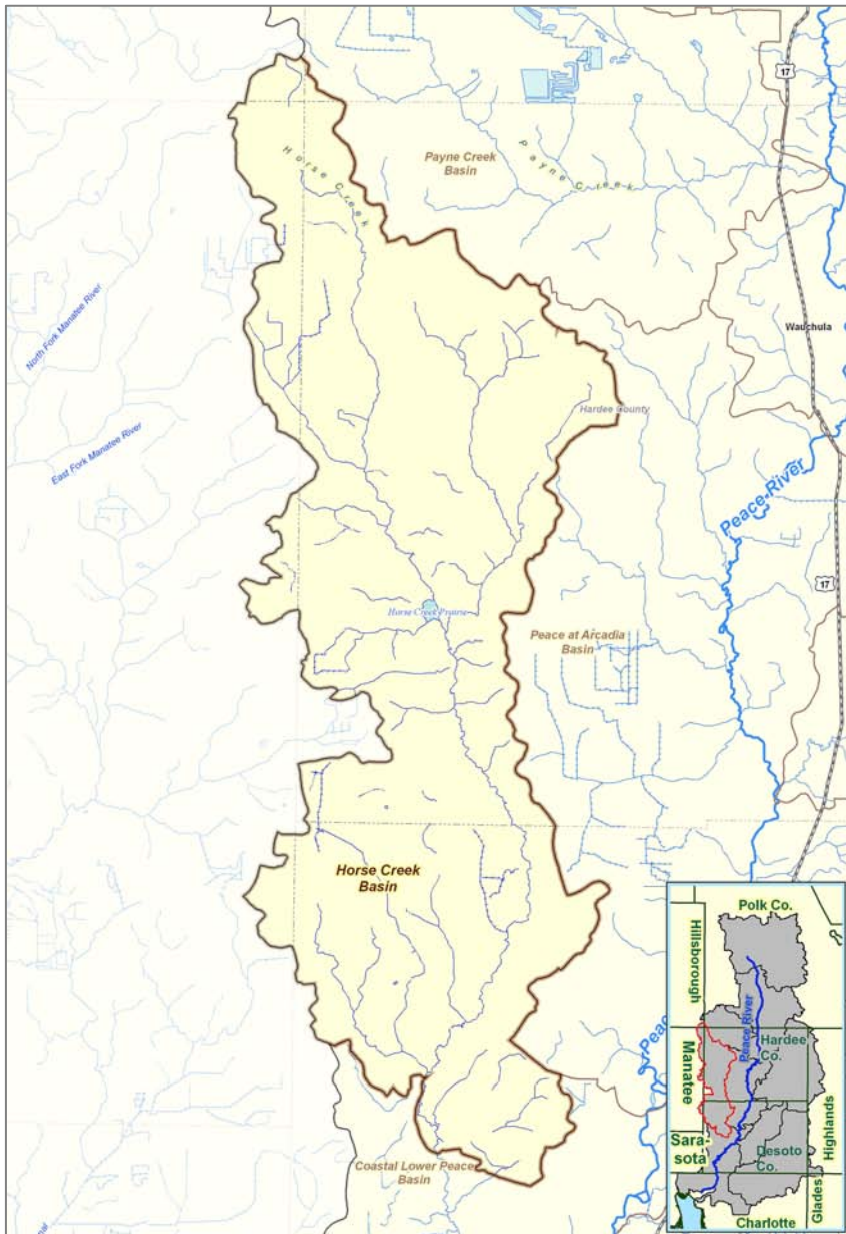 17
Horse Creek
Payne Creek
Basin
Payne Creek
North Fork Manatee River
Wauchula
Hardee County
East Fork Manatee River
Peace River
17
Horse Creek Prairie
Peace at Arcadia
Basin
Horse Creek
Basin
Polk Co.
Hillsborough
Peace River
Hardee
Co.
Manatee
Peace
Highlands
Sara-
sota
Desoto
Co.
Coastal Lower Peace
Basin
Glades
Charlotte